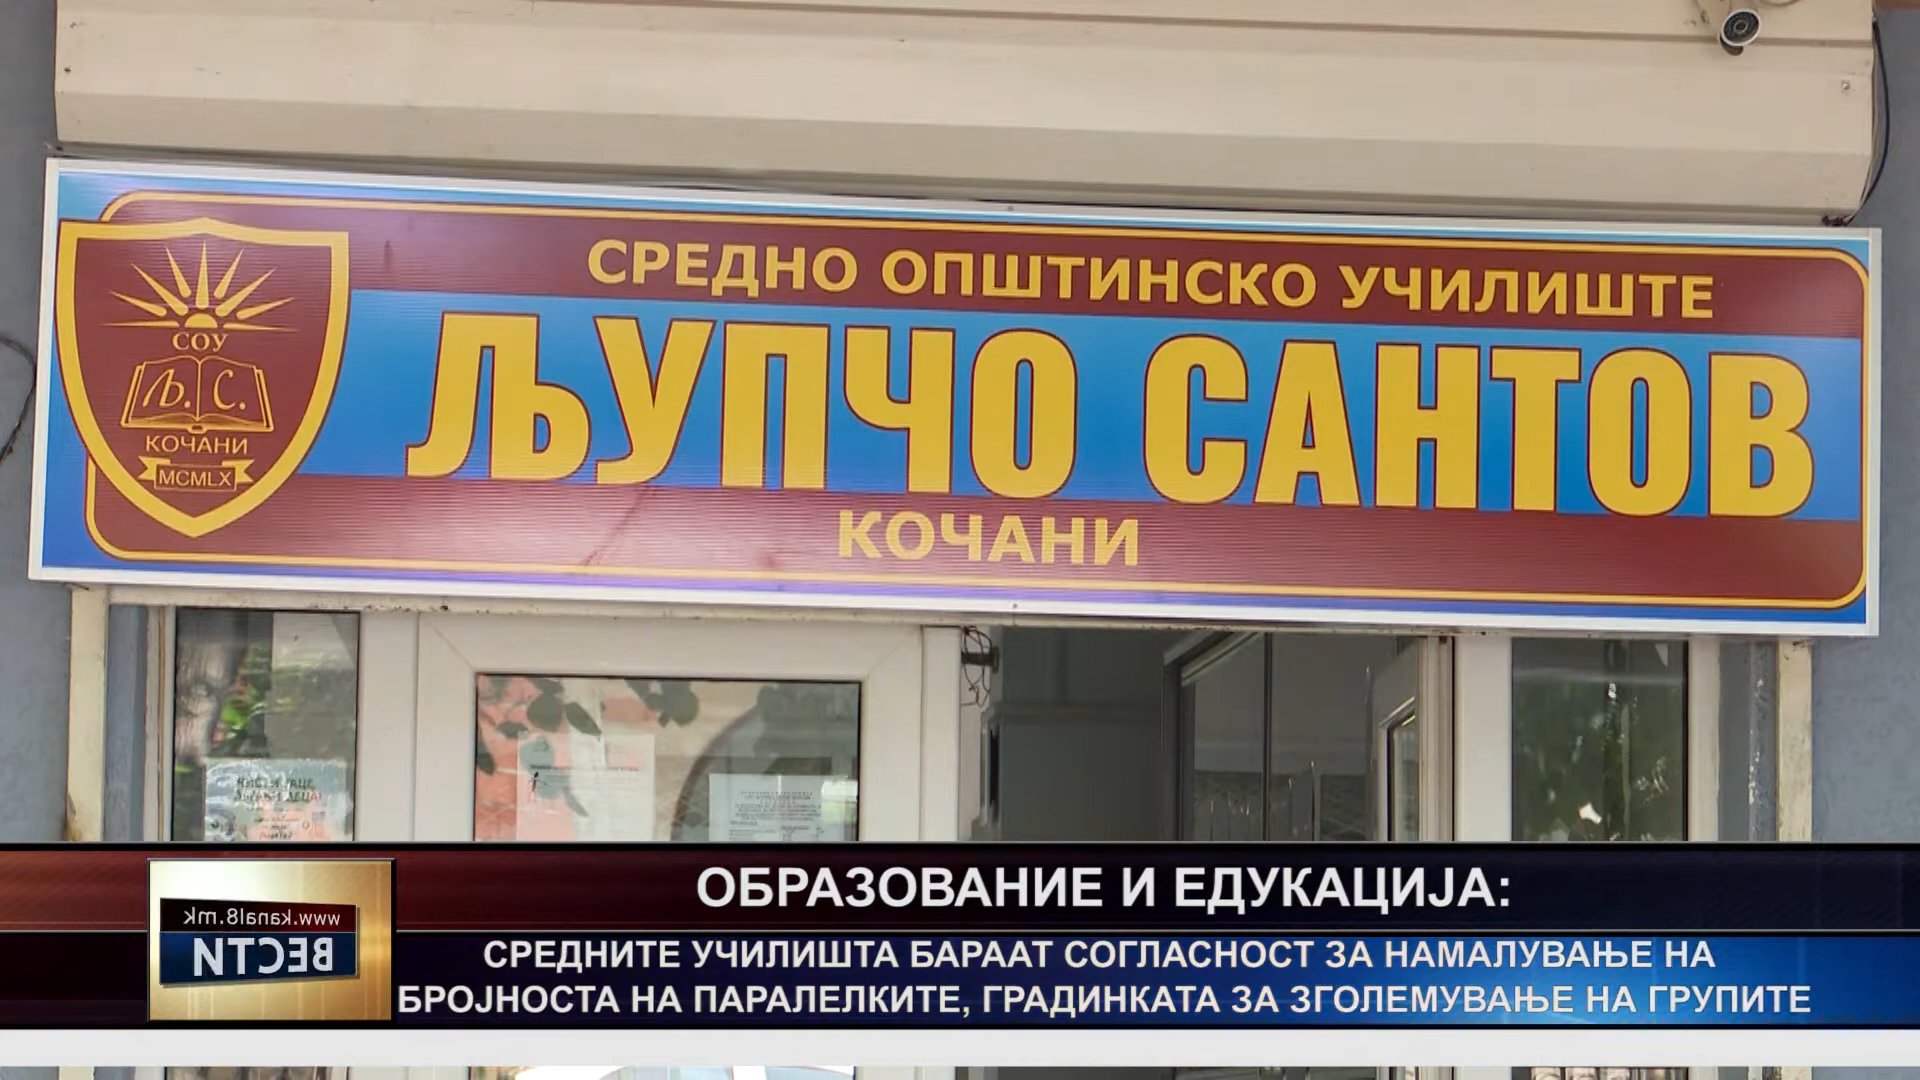 СРЕДНО ОПШТИНСКО УЧИЛИШТЕ
СОУ
Љ. С.
КОЧАНИ
MCMLX
ЉУПЧО САНТОВ
КОЧАНИ
ОБРАЗОВАНИЕ И ЕДУКАЦИЈА:
www.kanal8.mk
ВЕСТИ
СРЕДНИТЕ УЧИЛИШТА БАРААТ СОГЛАСНОСТ ЗА НАМАЛУВАЊЕ НА
БРОЈНОСТА НА ПАРАЛЕЛКИТЕ, ГРАДИНКАТА ЗА ЗГОЛЕМУВАЊЕ НА ГРУПИТЕ